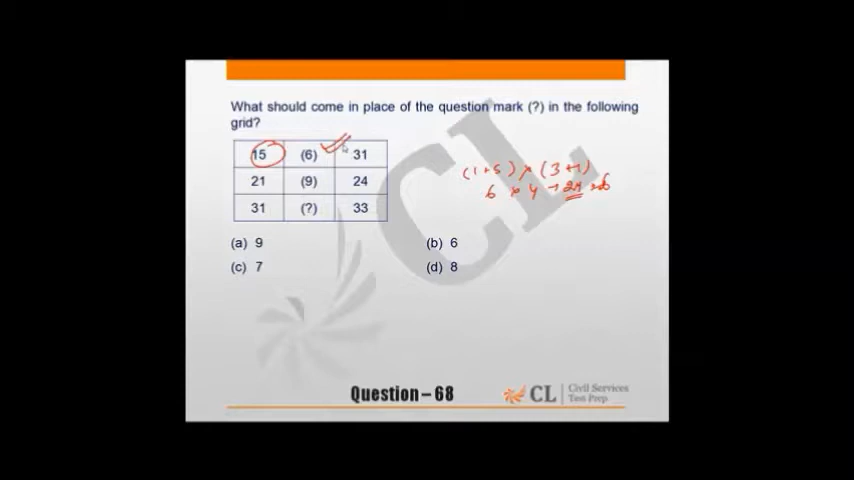 What should come in place of the question mark (?) in the following
grid?
15 (6) 31
21 (9) 24
31 (?) 33
(1+5) × (3+1)
6 × 4 → 24
(a) 9
(b) 6
(c) 7
(d) 8
CL
Question – 68
CL Civil Services
Test Prep